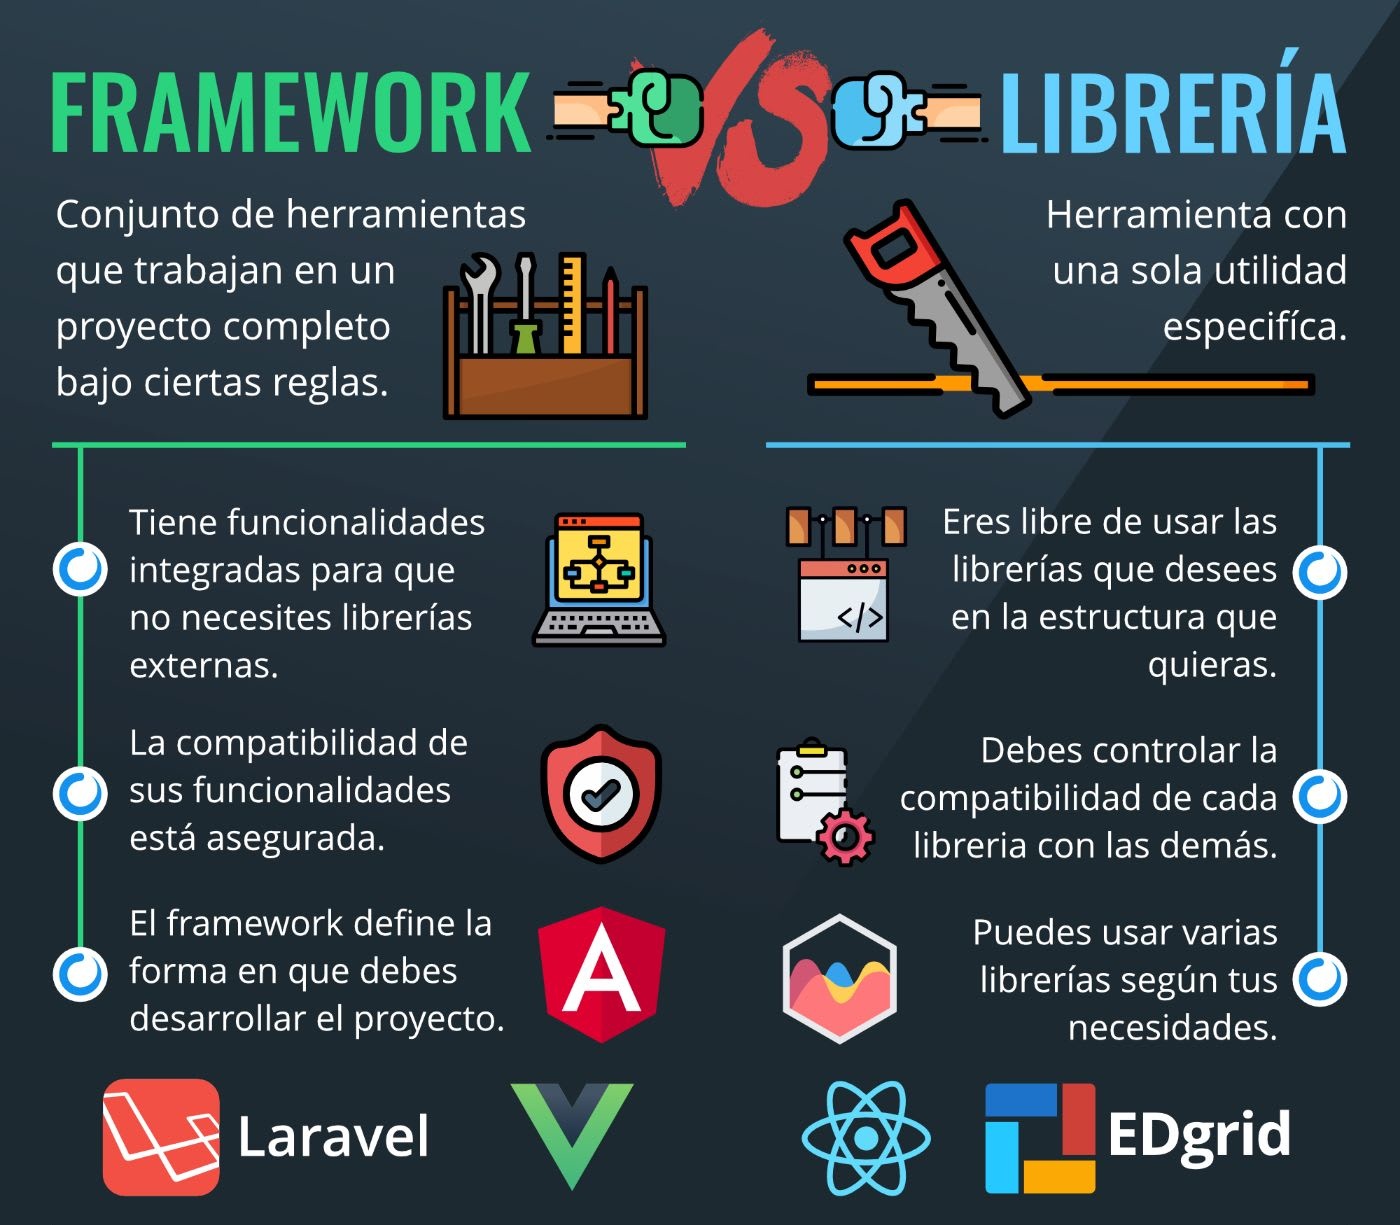 FRAMEWORK
VS
LIBRERÍA
Conjunto de herramientas
que trabajan en un
proyecto completo
bajo ciertas reglas.
Herramienta con
una sola utilidad
especifíca.
Tiene funcionalidades
integradas para que
no necesites librerías
externas.
La compatibilidad de
sus funcionalidades
está asegurada.
El framework define la
forma en que debes
desarrollar el proyecto.
Eres libre de usar las
librerías que desees
en la estructura que
quieras.
</>
Debes controlar la
compatibilidad de cada
libreria con las demás.
Puedes usar varias
librerías según tus
necesidades.
A
Laravel
EDgrid